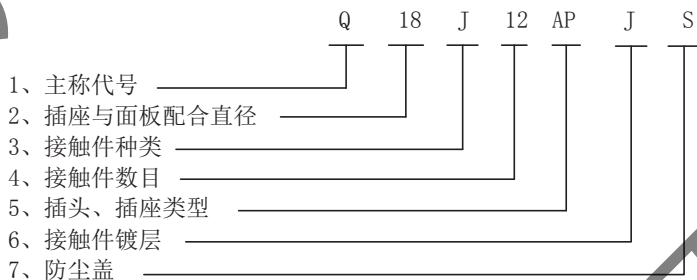 Q 18 J 12 AP J S
1、主称代号
2、插座与面板配合直径
3、接触件种类
4、接触件数目
5、插头、插座类型
6、接触件镀层
7、防尘盖